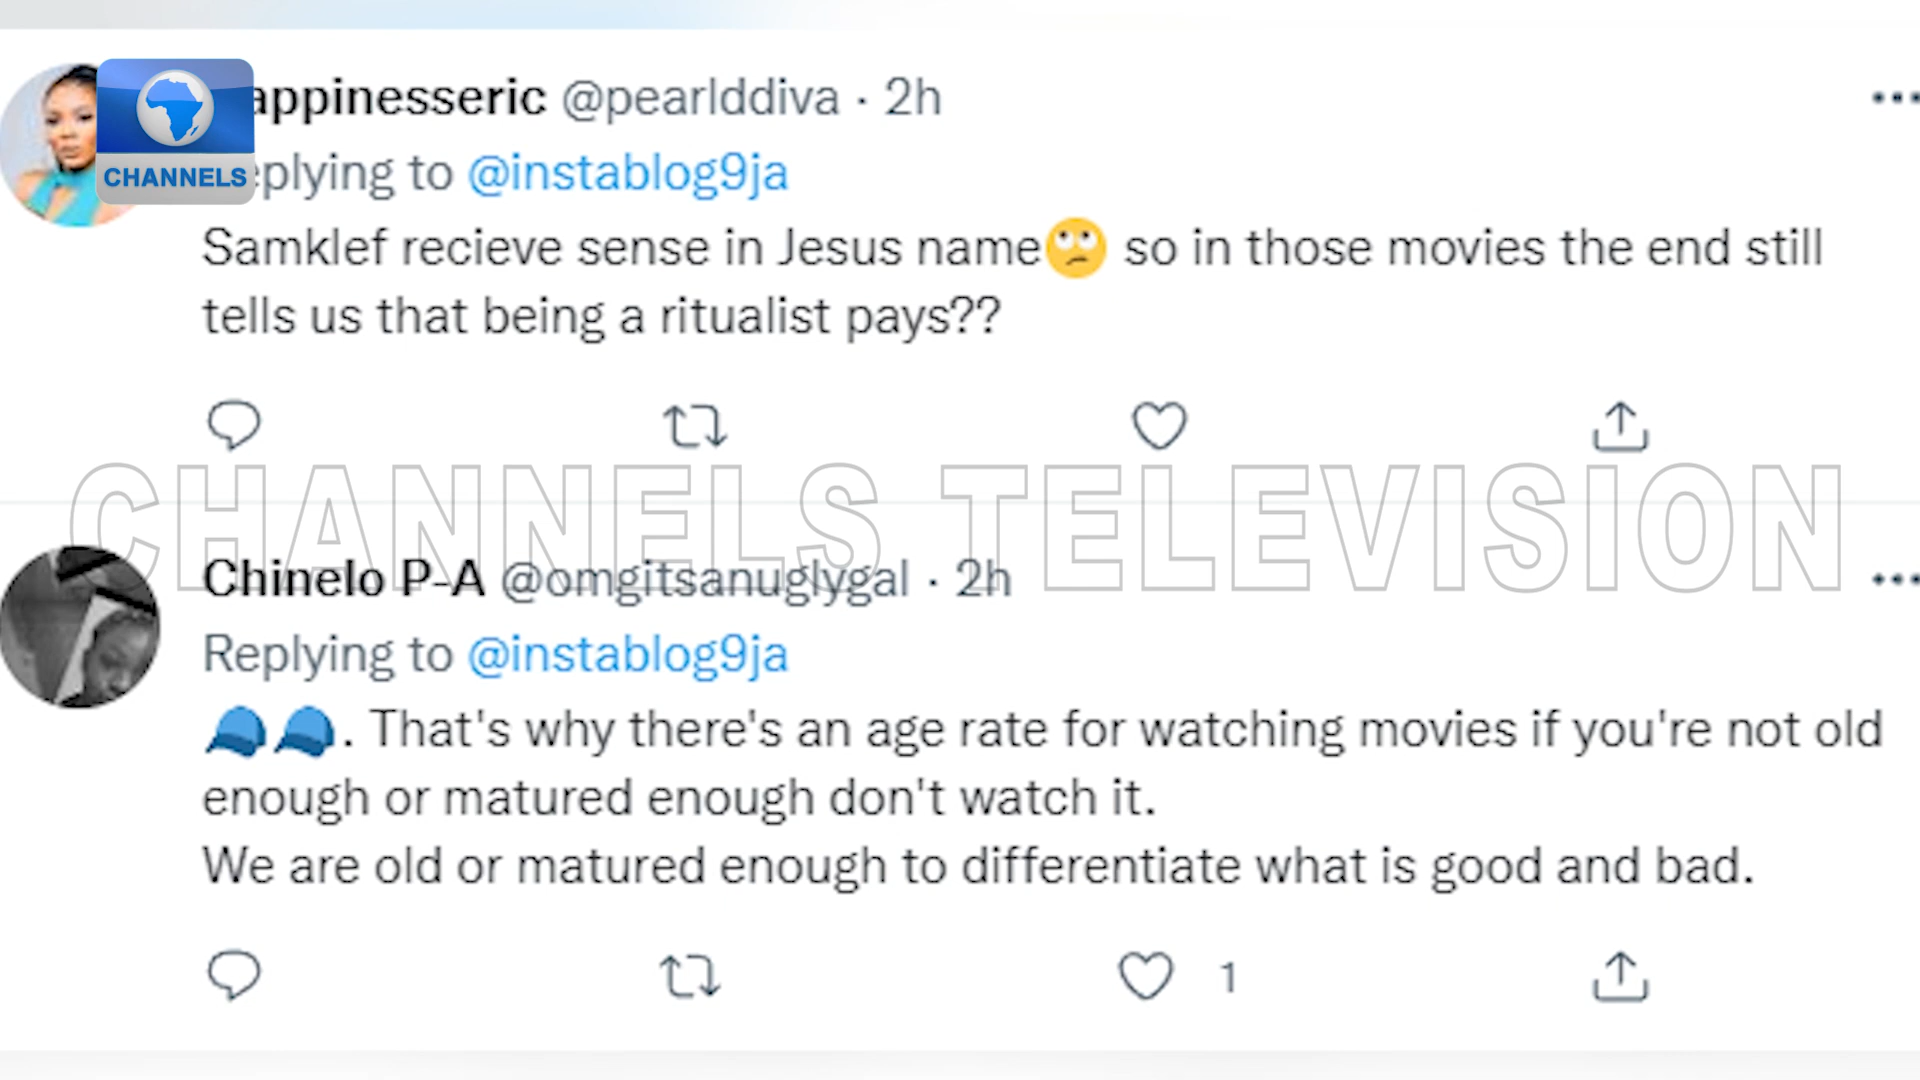 CHANNELS
appinesseric @pearlddiva · 2h
eplying to @instablog9ja
Samklef recieve sense in Jesus name🙄 so in those movies the end still
tells us that being a ritualist pays??
CHANNELS TELEVISION
Chinelo P-A @omgitsanuglygal · 2h
Replying to @instablog9ja
🧢🧢. That's why there's an age rate for watching movies if you're not old
enough or matured enough don't watch it.
We are old or matured enough to differentiate what is good and bad.
1